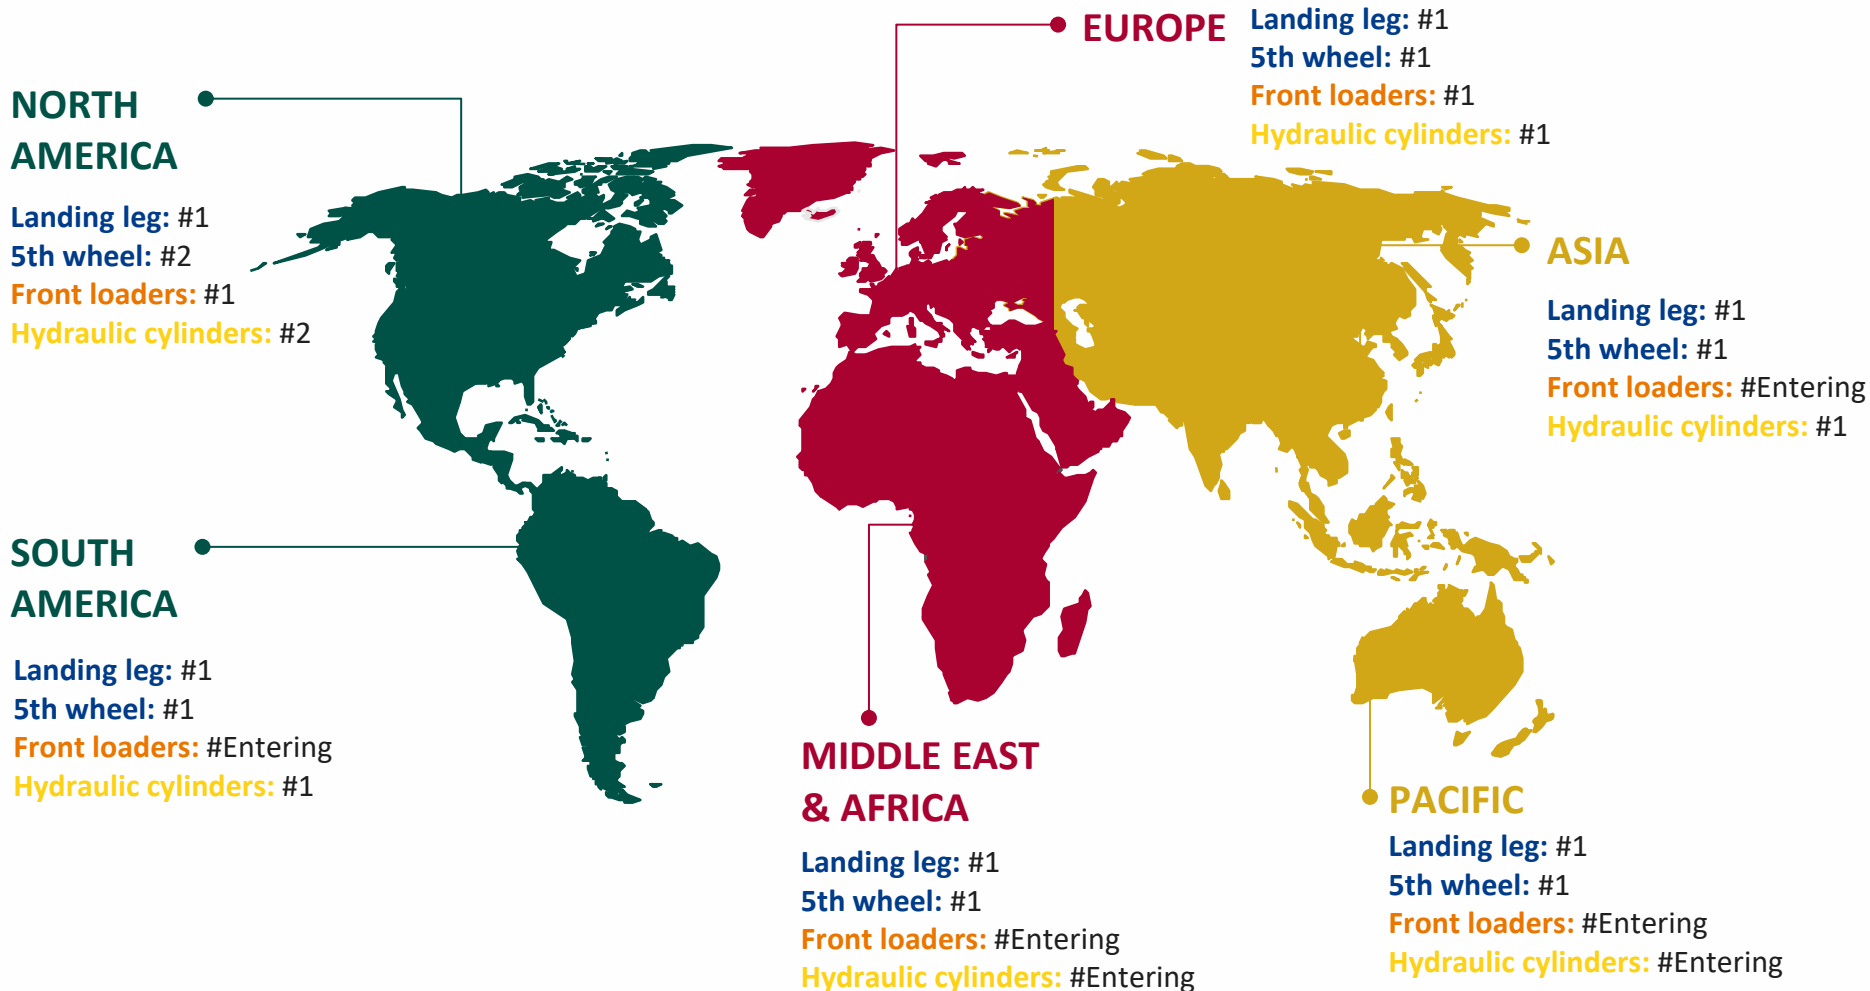 NORTH
AMERICA
Landing leg: #1
5th wheel: #2
Front loaders: #1
Hydraulic cylinders: #2
EUROPE
Landing leg: #1
5th wheel: #1
Front loaders: #1
Hydraulic cylinders: #1
ASIA
Landing leg: #1
5th wheel: #1
Front loaders: #Entering
Hydraulic cylinders: #1
SOUTH
AMERICA
Landing leg: #1
5th wheel: #1
Front loaders: #Entering
Hydraulic cylinders: #1
MIDDLE EAST
& AFRICA
Landing leg: #1
5th wheel: #1
Front loaders: #Entering
Hydraulic cylinders: #Entering
PACIFIC
Landing leg: #1
5th wheel: #1
Front loaders: #Entering
Hydraulic cylinders: #Entering